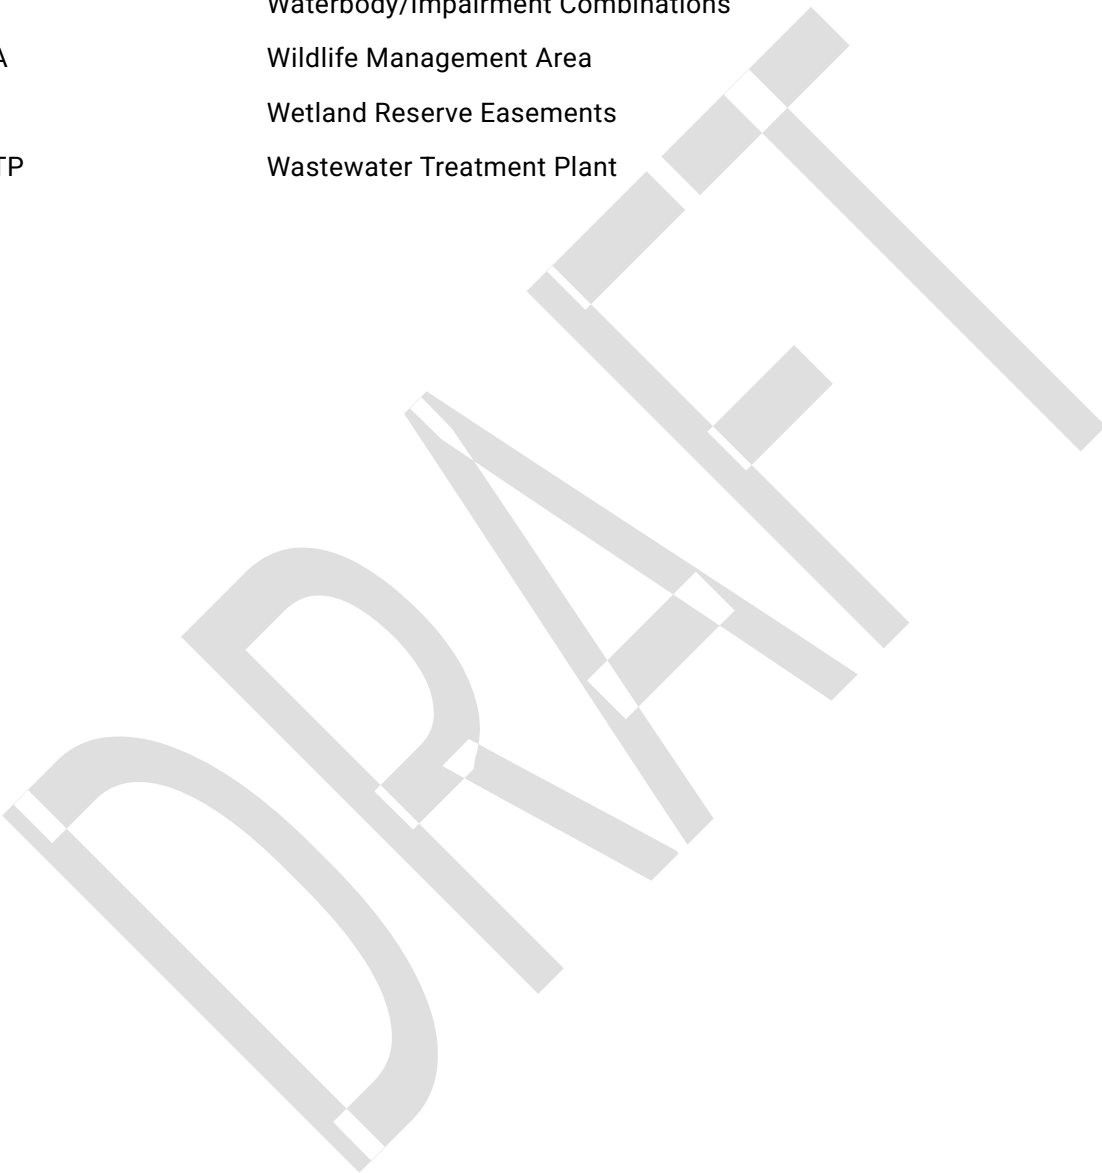 Waterbody/Impairment Combinations
A Wildlife Management Area
Wetland Reserve Easements
TP Wastewater Treatment Plant
DRAFT